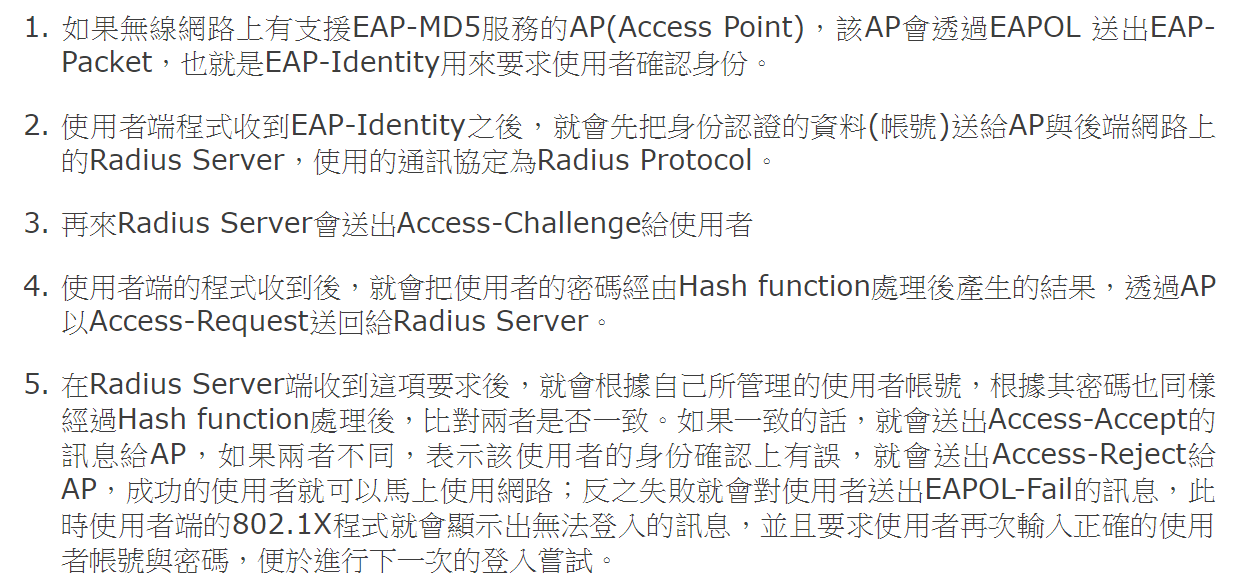 1. 如果無線網路上有支援EAP-MD5服務的AP(Access Point)，該AP會透過EAPOL 送出EAP-
Packet，也就是EAP-Identity用來要求使用者確認身份。
2. 使用者端程式收到EAP-Identity之後，就會先把身份認證的資料(帳號)送給AP與後端網路上
的Radius Server，使用的通訊協定為Radius Protocol。
3. 再來Radius Server會送出Access-Challenge給使用者
4. 使用者端的程式收到後，就會把使用者的密碼經由Hash function處理後產生的結果，透過AP
以Access-Request送回給Radius Server。
5. 在Radius Server端收到這項要求後，就會根據自己所管理的使用者帳號，根據其密碼也同樣
經過Hash function處理後，比對兩者是否一致。如果一致的話，就會送出Access-Accept的
訊息給AP，如果兩者不同，表示該使用者的身份確認上有誤，就會送出Access-Reject給
AP，成功的使用者就可以馬上使用網路；反之失敗就會對使用者送出EAPOL-Fail的訊息，此
時使用者端的802.1X程式就會顯示出無法登入的訊息，並且要求使用者再次輸入正確的使用
者帳號與密碼，便於進行下一次的登入嘗試。